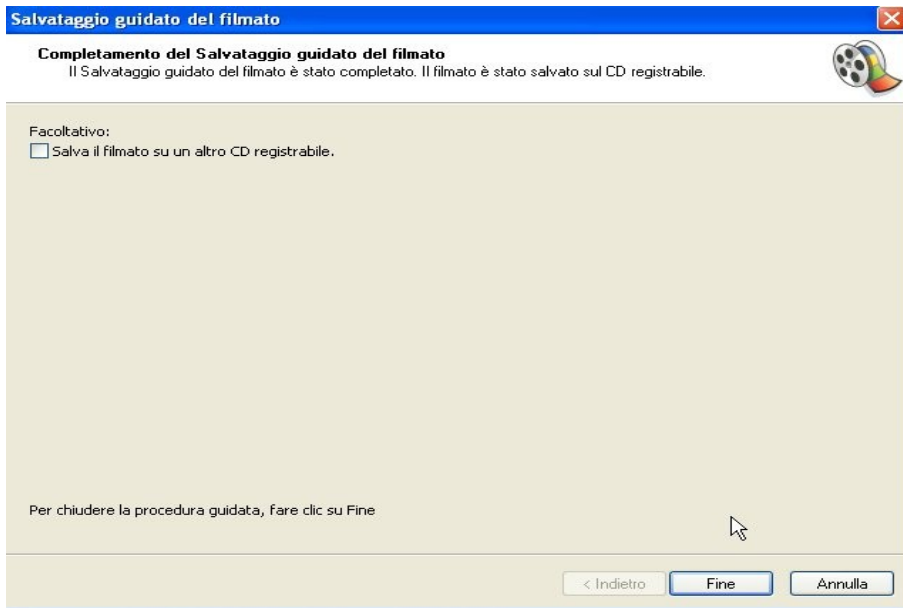 Salvataggio guidato del filmato
Completamento del Salvataggio guidato del filmato
Il Salvataggio guidato del filmato è stato completato. Il filmato è stato salvato sul CD registrabile.
Facoltativo:
Salva il filmato su un altro CD registrabile.
Per chiudere la procedura guidata, fare clic su Fine
< Indietro
Fine
Annulla